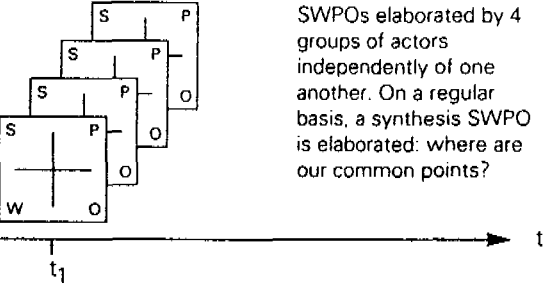 S P
S P
S P O
S P O
W O O
SWPOs elaborated by 4
groups of actors
independently of one
another. On a regular
basis, a synthesis SWPO
is elaborated: where are
our common points?
t
t1